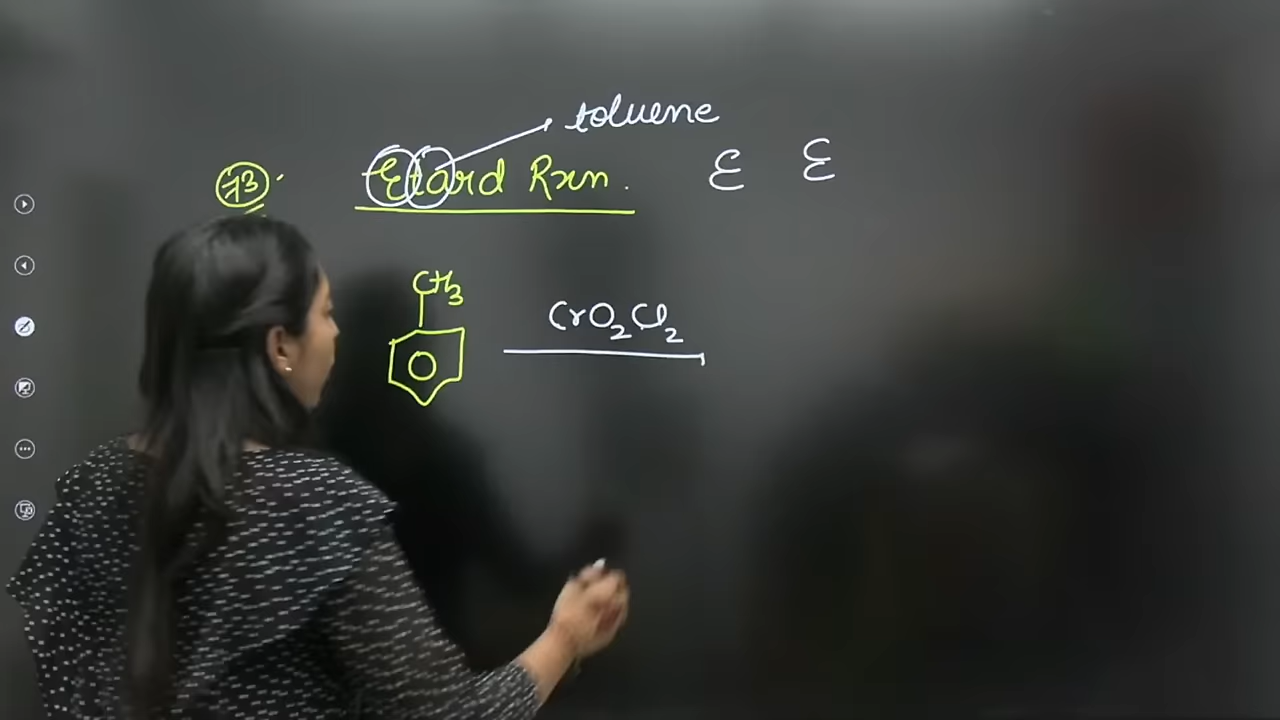 toluene
73. Etard Rxn. Ɛ Ɛ
CH3
CrO2Cl2